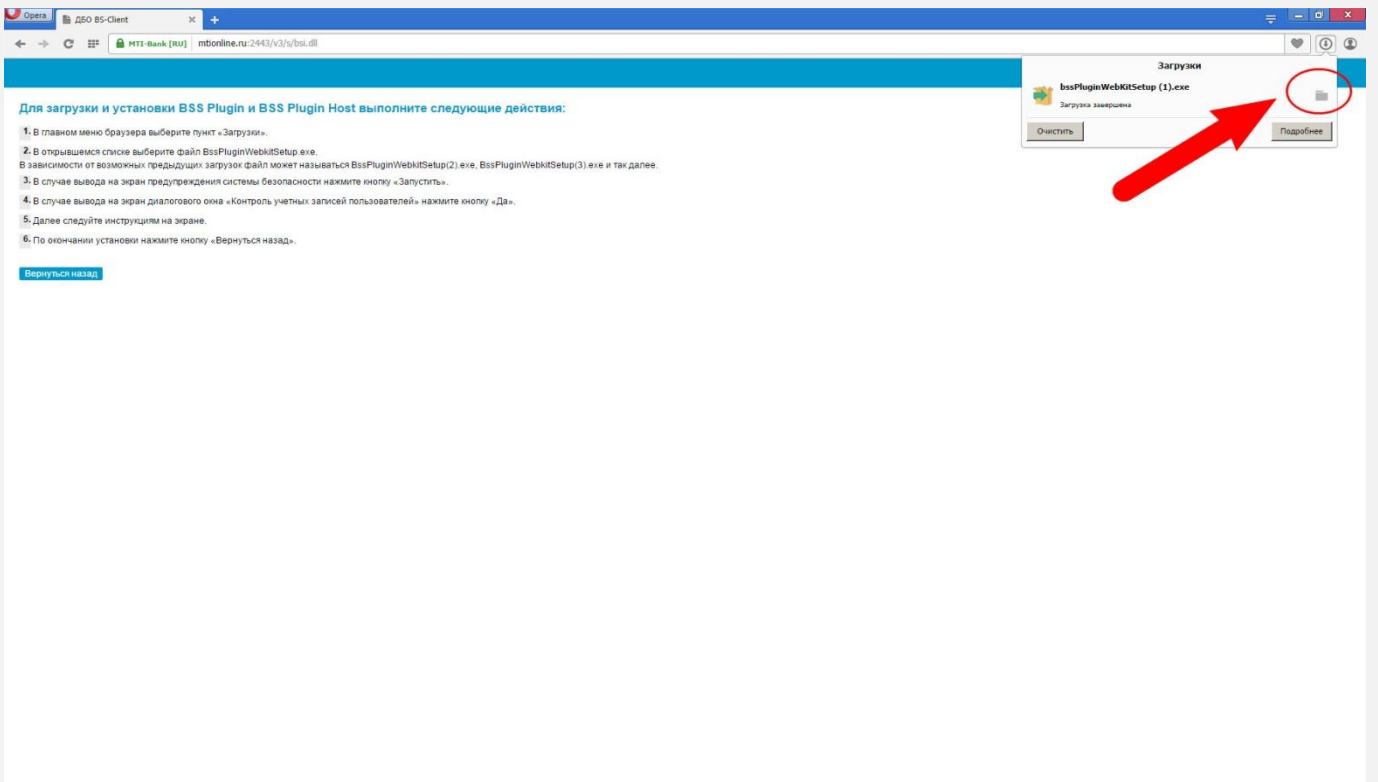 Opera
ДБО BS-Client
MTI-Bank [RU] mtionline.ru:2443/v3/s/bsi.dll
Загрузки
bssPluginWebKitSetup (1).exe
Загрузка завершена
Очистить Подробнее
Для загрузки и установки BSS Plugin и BSS Plugin Host выполните следующие действия:
1. В главном меню браузера выберите пункт «Загрузки».
2. В открывшемся списке выберите файл BssPluginWebkitSetup.exe.
В зависимости от возможных предыдущих загрузок файл может называться BssPluginWebkitSetup(2).exe, BssPluginWebkitSetup(3).exe и так далее.
3. В случае вывода на экран предупреждения системы безопасности нажмите кнопку «Запустить».
4. В случае вывода на экран диалогового окна «Контроль учетных записей пользователей» нажмите кнопку «Да».
5. Далее следуйте инструкциям на экране.
6. По окончании установки нажмите кнопку «Вернуться назад».
Вернуться назад